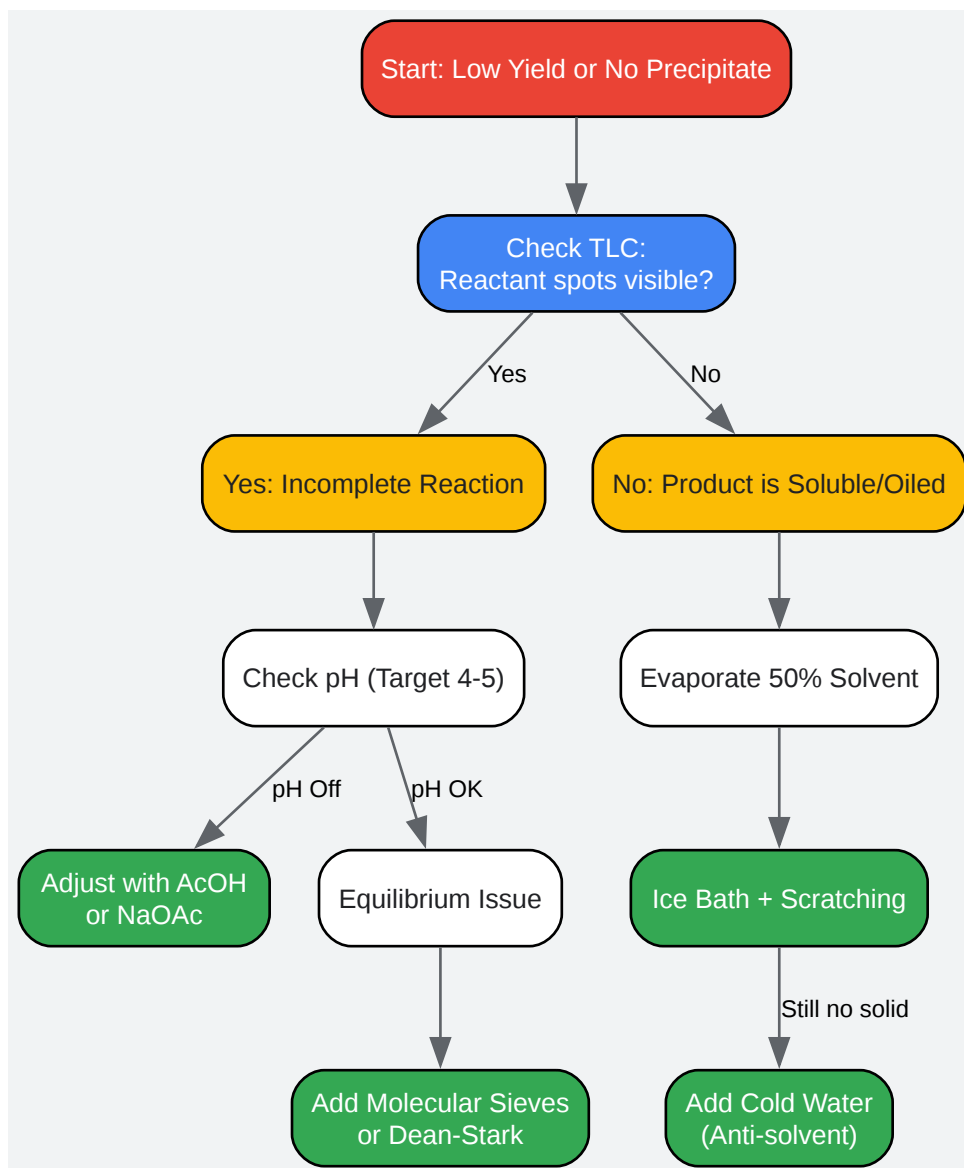 Start: Low Yield or No Precipitate
Check TLC:
Reactant spots visible?
Yes
No
Yes: Incomplete Reaction
No: Product is Soluble/Oiled
Check pH (Target 4-5)
Evaporate 50% Solvent
pH Off
pH OK
Adjust with AcOH
or NaOAc
Equilibrium Issue
Ice Bath + Scratching
Still no solid
Add Molecular Sieves
or Dean-Stark
Add Cold Water
(Anti-solvent)